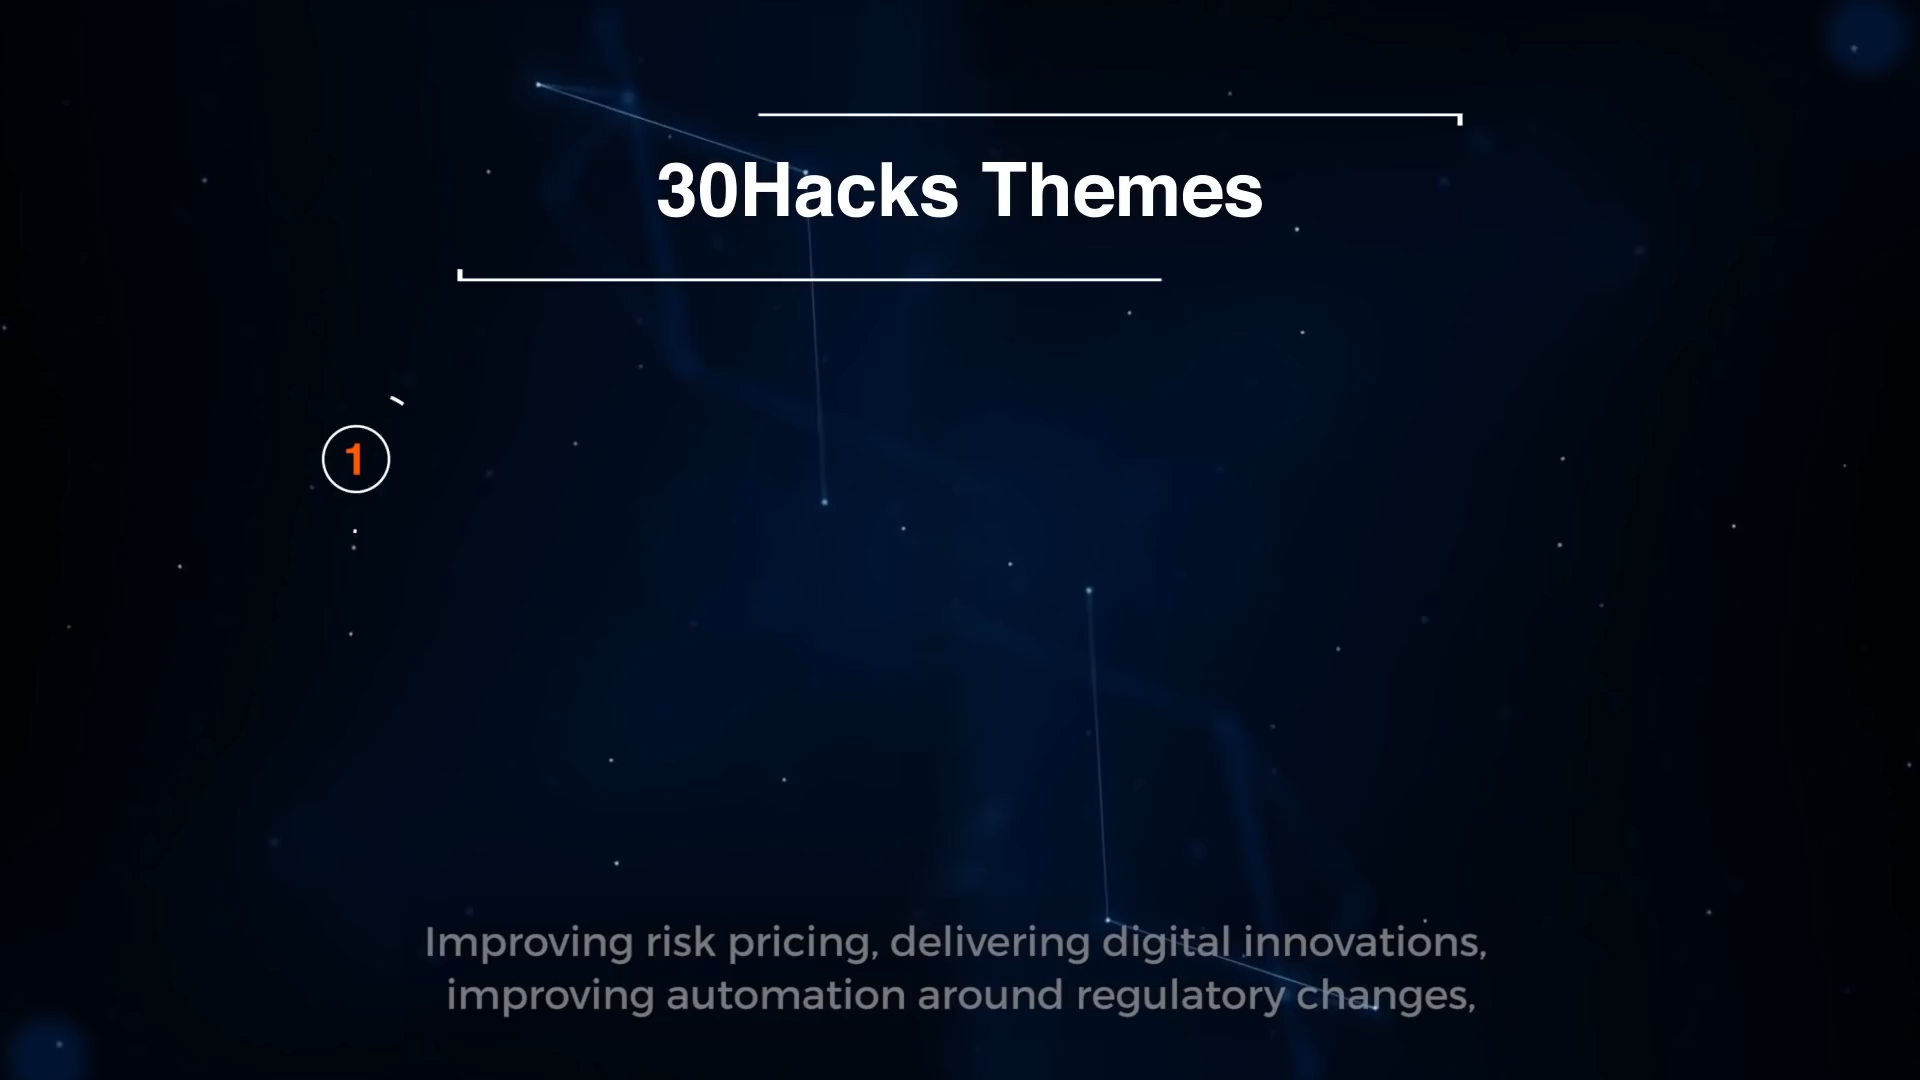 30Hacks Themes
1
Improving risk pricing, delivering digital innovations,
improving automation around regulatory changes,